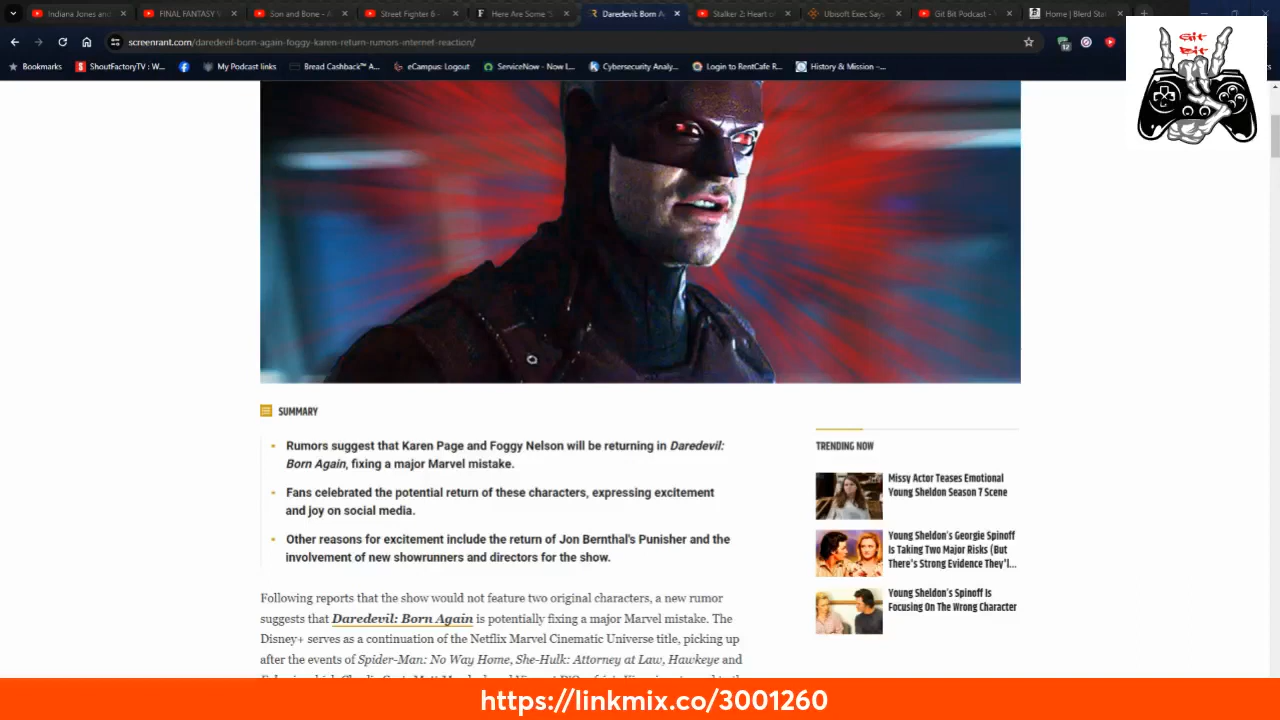 Indiana Jones and
FINAL FANTASY V
Son and Bone - A
Street Fighter 6 -
Here Are Some 'S
Daredevil: Born A
Stalker 2: Heart of
Ubisoft Exec Says
Git Bit Podcast -
Home | Blerd Sta
screenrant.com/daredevil-born-again-foggy-karen-return-rumors-internet-reaction/
12
Bookmarks
ShoutFactoryTV : W...
My Podcast links
Bread Cashback™ A...
eCampus: Logout
ServiceNow - Now L...
Cybersecurity Analy...
Login to RentCafe R...
History & Mission –...
Git
Bit
SUMMARY
Rumors suggest that Karen Page and Foggy Nelson will be returning in Daredevil:
Born Again, fixing a major Marvel mistake.
Fans celebrated the potential return of these characters, expressing excitement
and joy on social media.
Other reasons for excitement include the return of Jon Bernthal's Punisher and the
involvement of new showrunners and directors for the show.
Following reports that the show would not feature two original characters, a new rumor
suggests that Daredevil: Born Again is potentially fixing a major Marvel mistake. The
Disney+ serves as a continuation of the Netflix Marvel Cinematic Universe title, picking up
after the events of Spider-Man: No Way Home, She-Hulk: Attorney at Law, Hawkeye and
TRENDING NOW
Missy Actor Teases Emotional
Young Sheldon Season 7 Scene
Young Sheldon's Georgie Spinoff
Is Taking Two Major Risks (But
There's Strong Evidence They'l...
Young Sheldon's Spinoff Is
Focusing On The Wrong Character
https://linkmix.co/3001260